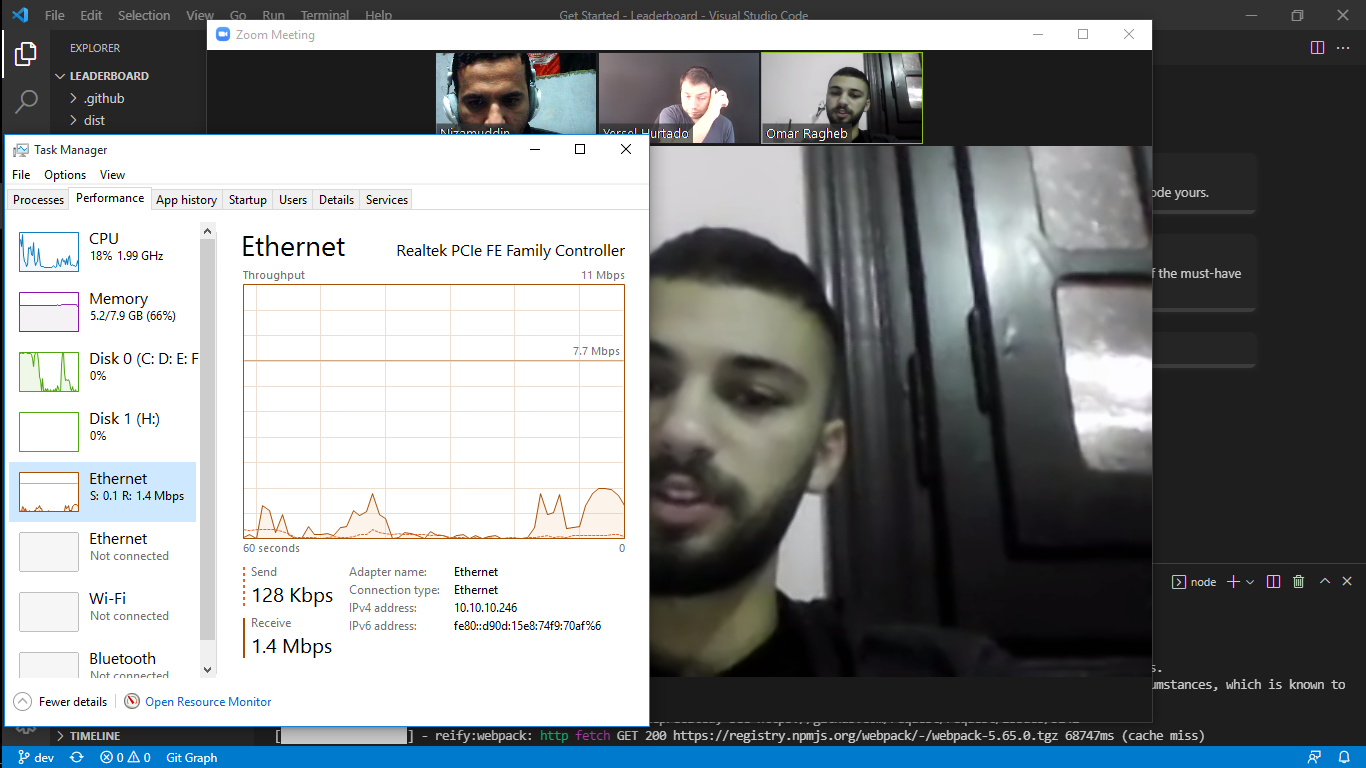 File Edit Selection View Go Run Terminal Help
Get Started - Leaderboard - Visual Studio Code
EXPLORER
LEADERBOARD
.github
dist
Zoom Meeting
Nizamuddin
Yersel Hurtado
Omar Ragheb
Task Manager
File Options View
Processes Performance App history Startup Users Details Services
CPU
18% 1.99 GHz
Memory
5.2/7.9 GB (66%)
Disk 0 (C: D: E: F
0%
Disk 1 (H:)
0%
Ethernet
S: 0.1 R: 1.4 Mbps
Ethernet
Not connected
Wi-Fi
Not connected
Bluetooth
Not connected
Ethernet
Realtek PCIe FE Family Controller
Throughput
11 Mbps
7.7 Mbps
60 seconds
0
Send
128 Kbps
Receive
1.4 Mbps
Adapter name: Ethernet
Connection type: Ethernet
IPv4 address: 10.10.10.246
IPv6 address: fe80::d90d:15e8:74f9:70af%6
Fewer details
Open Resource Monitor
ode yours.
f the must-have
node
s.
umstances, which is known to
TIMELINE
[ ] - reify:webpack: http fetch GET 200 https://registry.npmjs.org/webpack/-/webpack-5.65.0.tgz 68747ms (cache miss)
dev
0 0
Git Graph